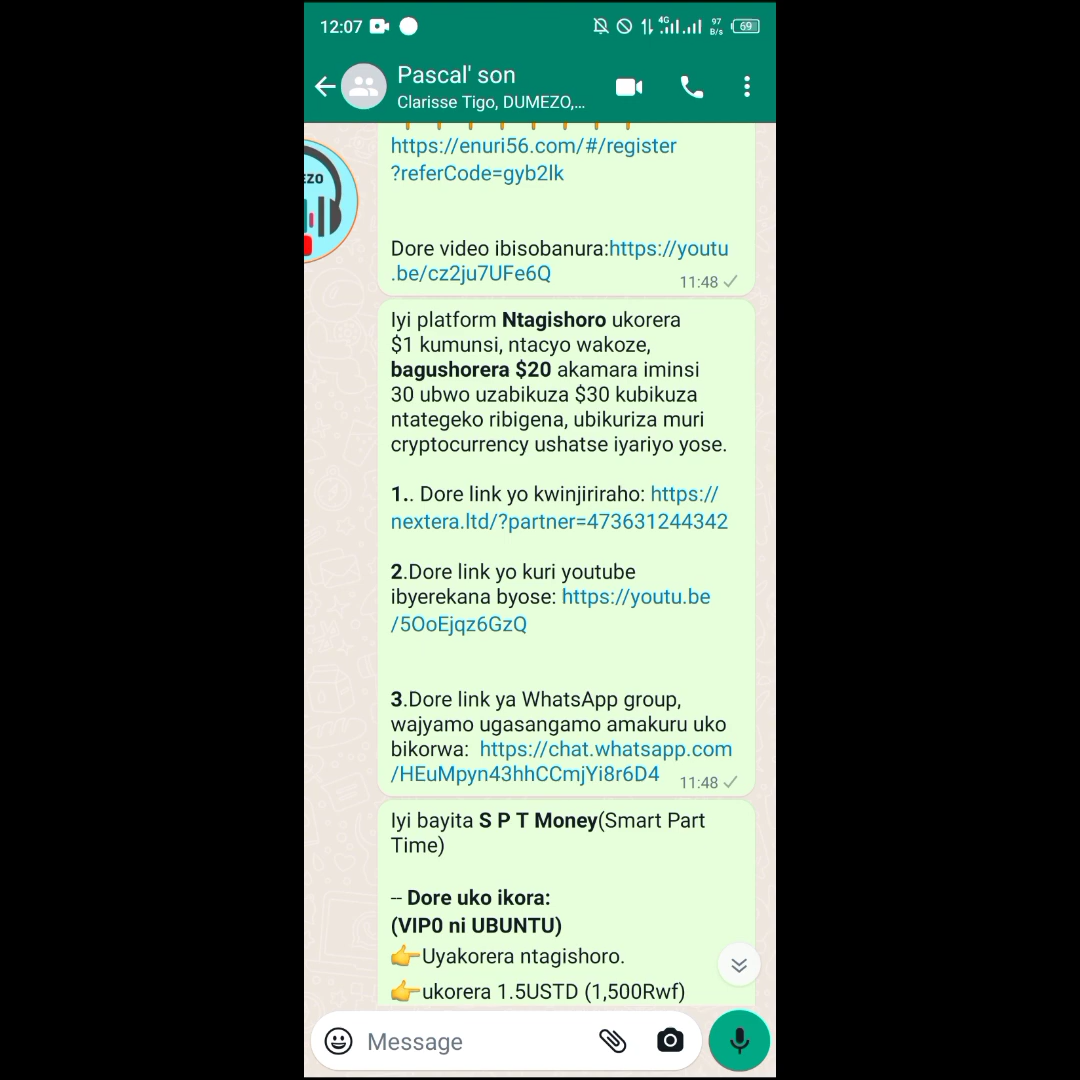 12:07
4G
97
B/s
69
Pascal' son
Clarisse Tigo, DUMEZO,...
https://enuri56.com/#/register
?referCode=gyb2lk
EZO
Dore video ibisobanura:https://youtu
.be/cz2ju7UFe6Q
11:48
Iyi platform Ntagishoro ukorera
$1 kumunsi, ntacyo wakoze,
bagushorera $20 akamara iminsi
30 ubwo uzabikuza $30 kubikuza
ntategeko ribigena, ubikuriza muri
cryptocurrency ushatse iyariyo yose.
1.. Dore link yo kwinjiriraho: https://
nextera.ltd/?partner=473631244342
2.Dore link yo kuri youtube
ibyerekana byose: https://youtu.be
/5OoEjqz6GzQ
3.Dore link ya WhatsApp group,
wajyamo ugasangamo amakuru uko
bikorwa: https://chat.whatsapp.com
/HEuMpyn43hhCCmjYi8r6D4
11:48
Iyi bayita S P T Money(Smart Part
Time)
-- Dore uko ikora:
(VIP0 ni UBUNTU)
👉Uyakorera ntagishoro.
👉ukorera 1.5USTD (1,500Rwf)
Message